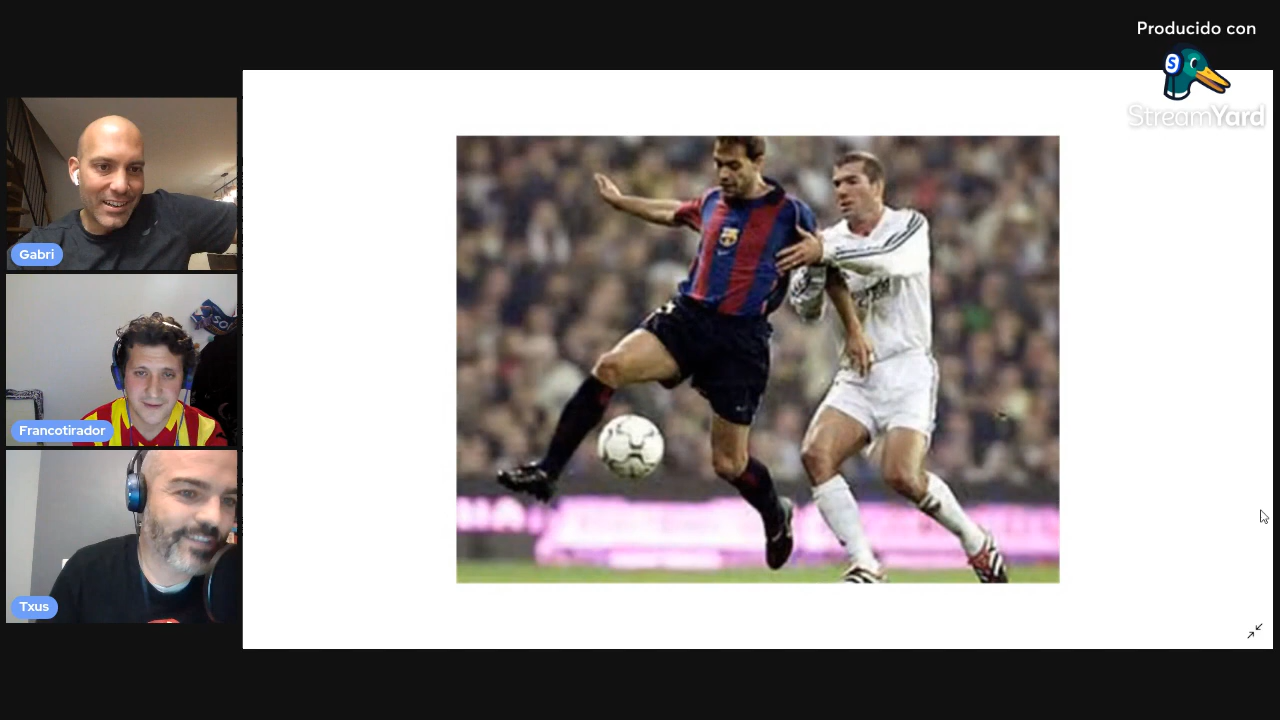 Producido con
StreamYard
Gabri
Francotirador
Txus